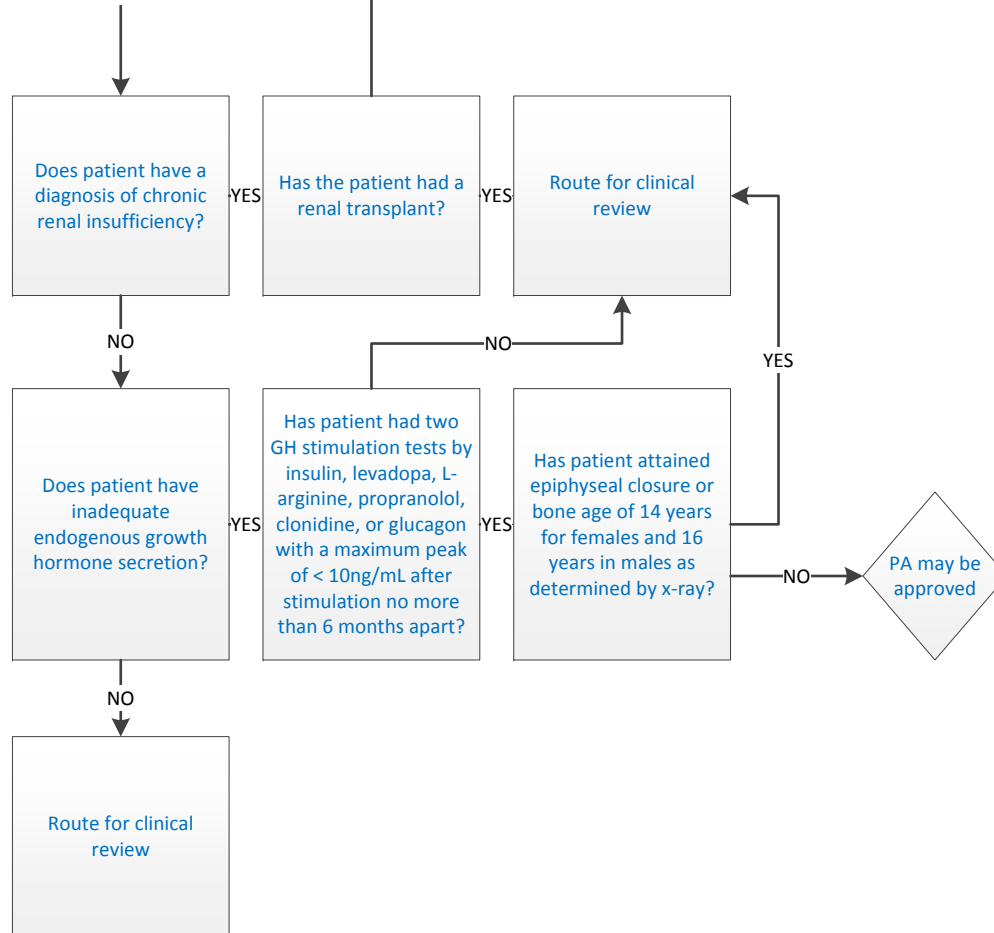 Does patient have a
diagnosis of chronic
renal insufficiency?
YES
Has the patient had a
renal transplant?
YES
Route for clinical
review
NO
NO
YES
Does patient have
inadequate
endogenous growth
hormone secretion?
YES
Has patient had two
GH stimulation tests by
insulin, levadopa, L-
arginine, propranolol,
clonidine, or glucagon
with a maximum peak
of < 10ng/mL after
stimulation no more
than 6 months apart?
YES
Has patient attained
epiphyseal closure or
bone age of 14 years
for females and 16
years in males as
determined by x-ray?
NO
PA may be
approved
NO
Route for clinical
review